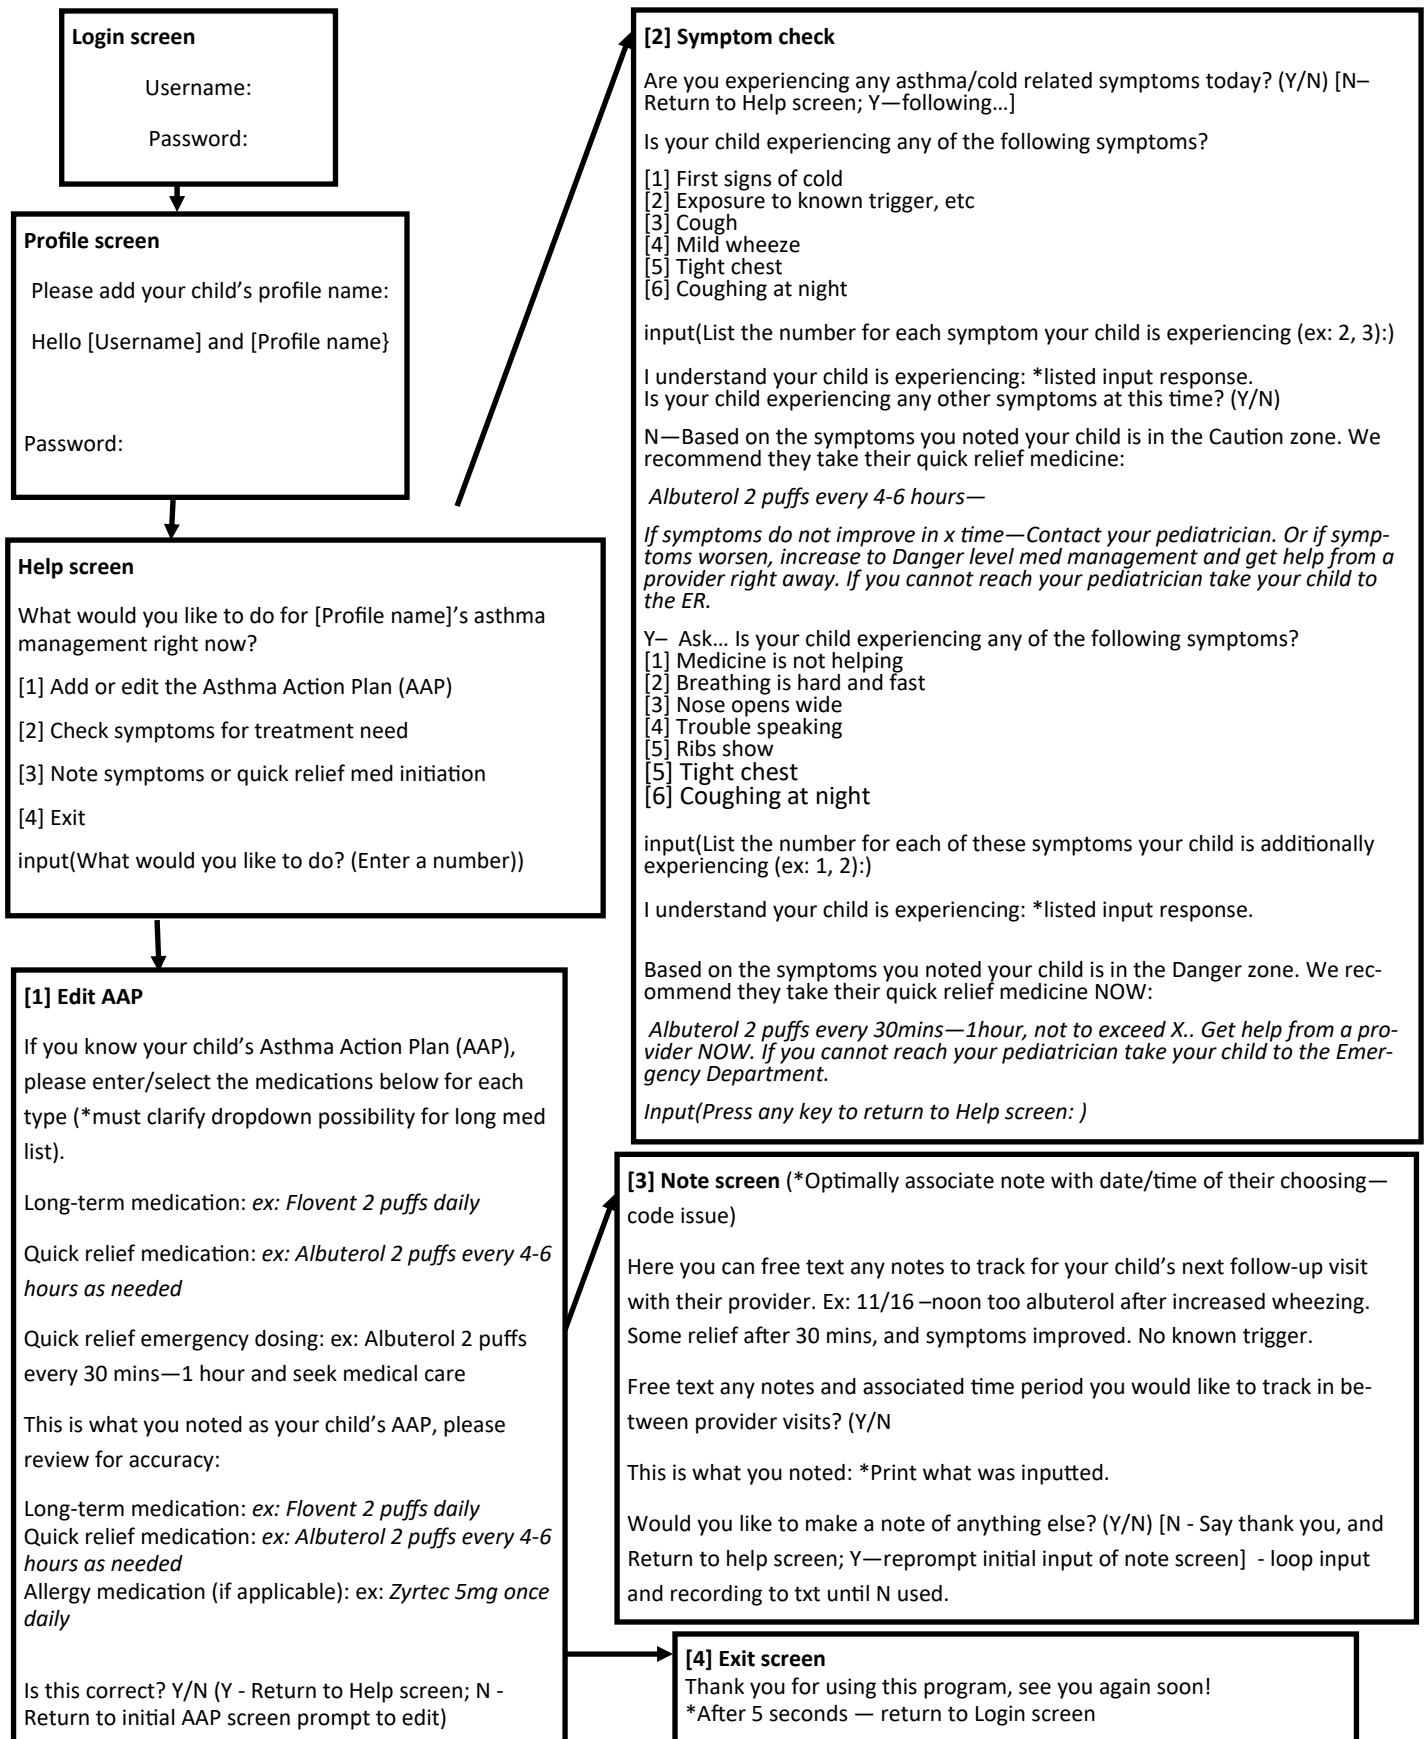 Login screen
Username:
Password:
Profile screen
Please add your child's profile name:
Hello [Username] and [Profile name}
Password:
Help screen
What would you like to do for [Profile name]'s asthma
management right now?
[1] Add or edit the Asthma Action Plan (AAP)
[2] Check symptoms for treatment need
[3] Note symptoms or quick relief med initiation
[4] Exit
input(What would you like to do? (Enter a number))
[1] Edit AAP
If you know your child's Asthma Action Plan (AAP),
please enter/select the medications below for each
type (*must clarify dropdown possibility for long med
list).
Long-term medication: ex: Flovent 2 puffs daily
Quick relief medication: ex: Albuterol 2 puffs every 4-6
hours as needed
Quick relief emergency dosing: ex: Albuterol 2 puffs
every 30 mins—1 hour and seek medical care
This is what you noted as your child's AAP, please
review for accuracy:
Long-term medication: ex: Flovent 2 puffs daily
Quick relief medication: ex: Albuterol 2 puffs every 4-6
hours as needed
Allergy medication (if applicable): ex: Zyrtec 5mg once
daily
Is this correct? Y/N (Y - Return to Help screen; N -
Return to initial AAP screen prompt to edit)
[2] Symptom check
Are you experiencing any asthma/cold related symptoms today? (Y/N) [N–
Return to Help screen; Y—following…]
Is your child experiencing any of the following symptoms?
[1] First signs of cold
[2] Exposure to known trigger, etc
[3] Cough
[4] Mild wheeze
[5] Tight chest
[6] Coughing at night
input(List the number for each symptom your child is experiencing (ex: 2, 3):)
I understand your child is experiencing: *listed input response.
Is your child experiencing any other symptoms at this time? (Y/N)
N—Based on the symptoms you noted your child is in the Caution zone. We
recommend they take their quick relief medicine:
Albuterol 2 puffs every 4-6 hours—
If symptoms do not improve in x time—Contact your pediatrician. Or if symp-
toms worsen, increase to Danger level med management and get help from a
provider right away. If you cannot reach your pediatrician take your child to
the ER.
Y– Ask… Is your child experiencing any of the following symptoms?
[1] Medicine is not helping
[2] Breathing is hard and fast
[3] Nose opens wide
[4] Trouble speaking
[5] Ribs show
[5] Tight chest
[6] Coughing at night
input(List the number for each of these symptoms your child is additionally
experiencing (ex: 1, 2):)
I understand your child is experiencing: *listed input response.
Based on the symptoms you noted your child is in the Danger zone. We rec-
ommend they take their quick relief medicine NOW:
Albuterol 2 puffs every 30mins—1hour, not to exceed X.. Get help from a pro-
vider NOW. If you cannot reach your pediatrician take your child to the Emer-
gency Department.
Input(Press any key to return to Help screen: )
[3] Note screen (*Optimally associate note with date/time of their choosing—
code issue)
Here you can free text any notes to track for your child's next follow-up visit
with their provider. Ex: 11/16 –noon too albuterol after increased wheezing.
Some relief after 30 mins, and symptoms improved. No known trigger.
Free text any notes and associated time period you would like to track in be-
tween provider visits? (Y/N
This is what you noted: *Print what was inputted.
Would you like to make a note of anything else? (Y/N) [N - Say thank you, and
Return to help screen; Y—reprompt initial input of note screen] - loop input
and recording to txt until N used.
[4] Exit screen
Thank you for using this program, see you again soon!
*After 5 seconds — return to Login screen